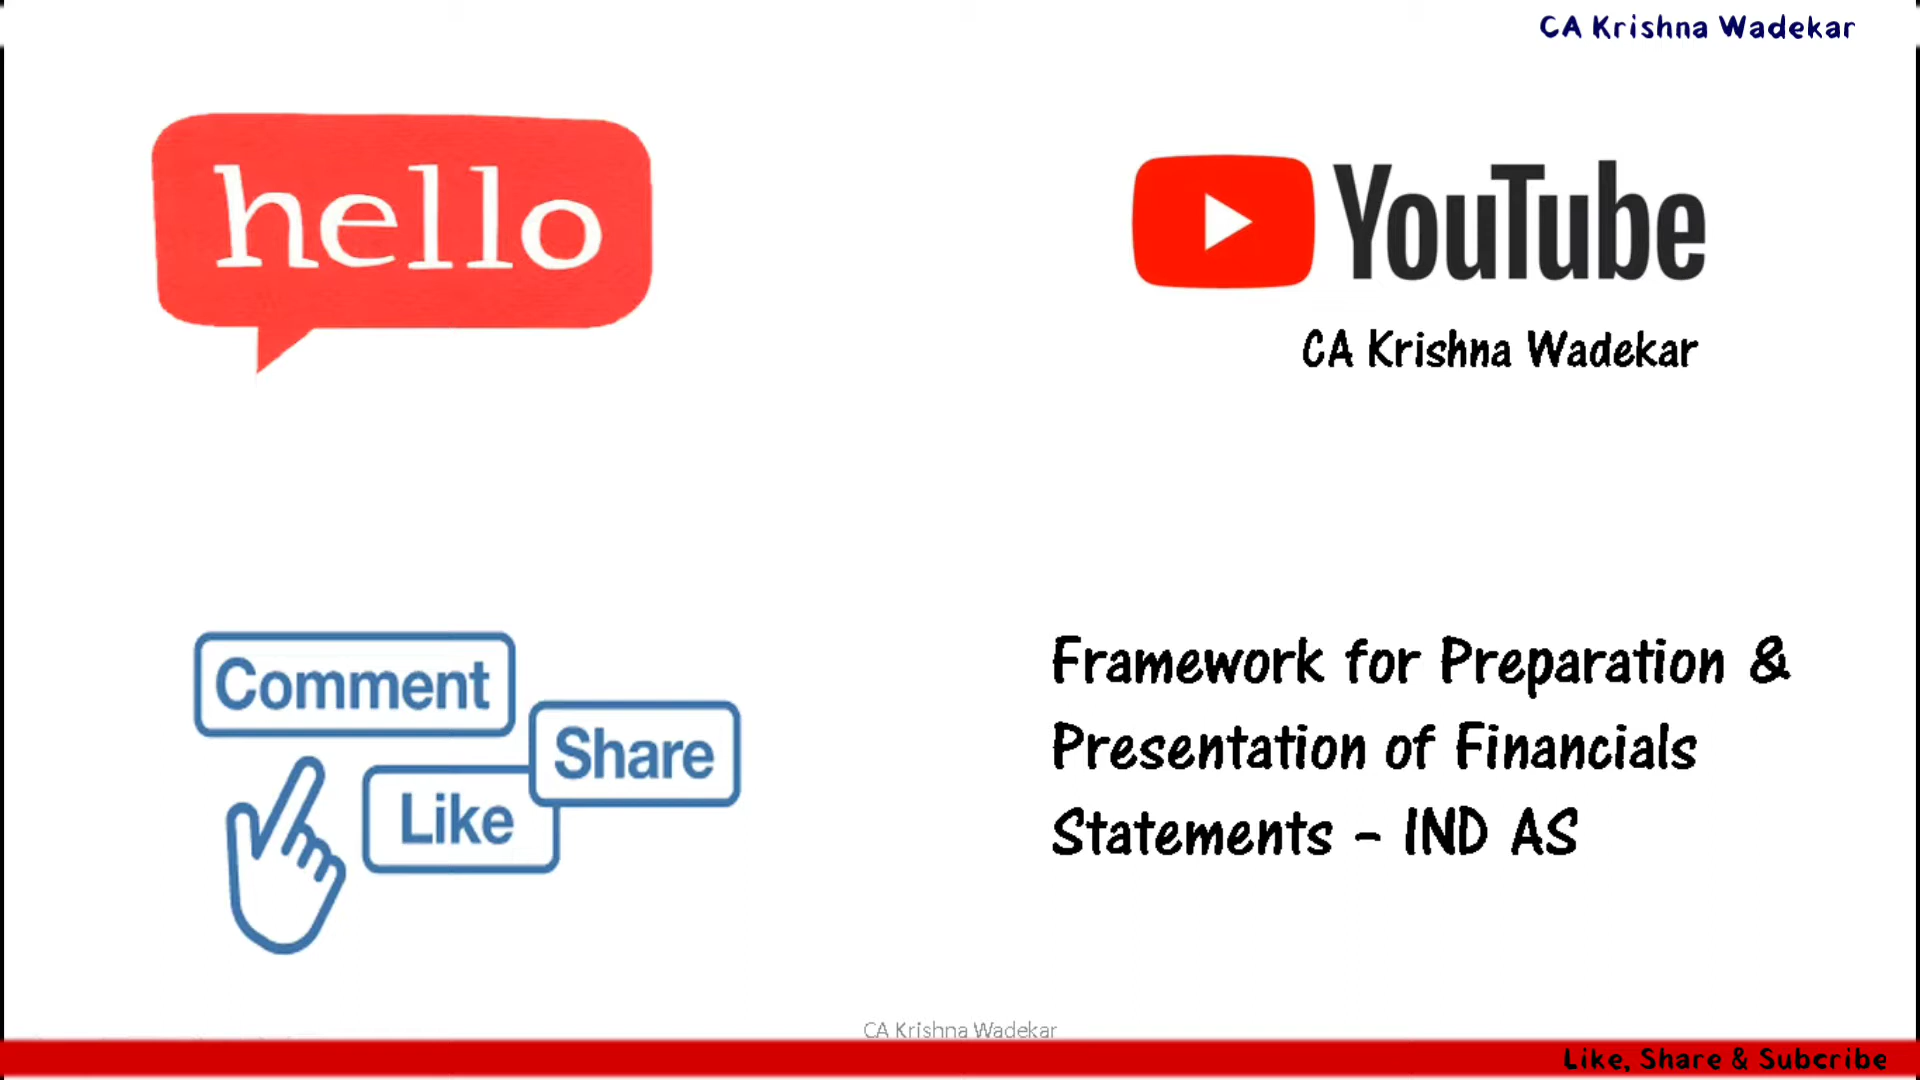 CA Krishna Wadekar
hello
YouTube
CA Krishna Wadekar
Comment
Share
Like
Framework for Preparation &
Presentation of Financials
Statements - IND AS
CA Krishna Wadekar
Like, Share & Subcribe